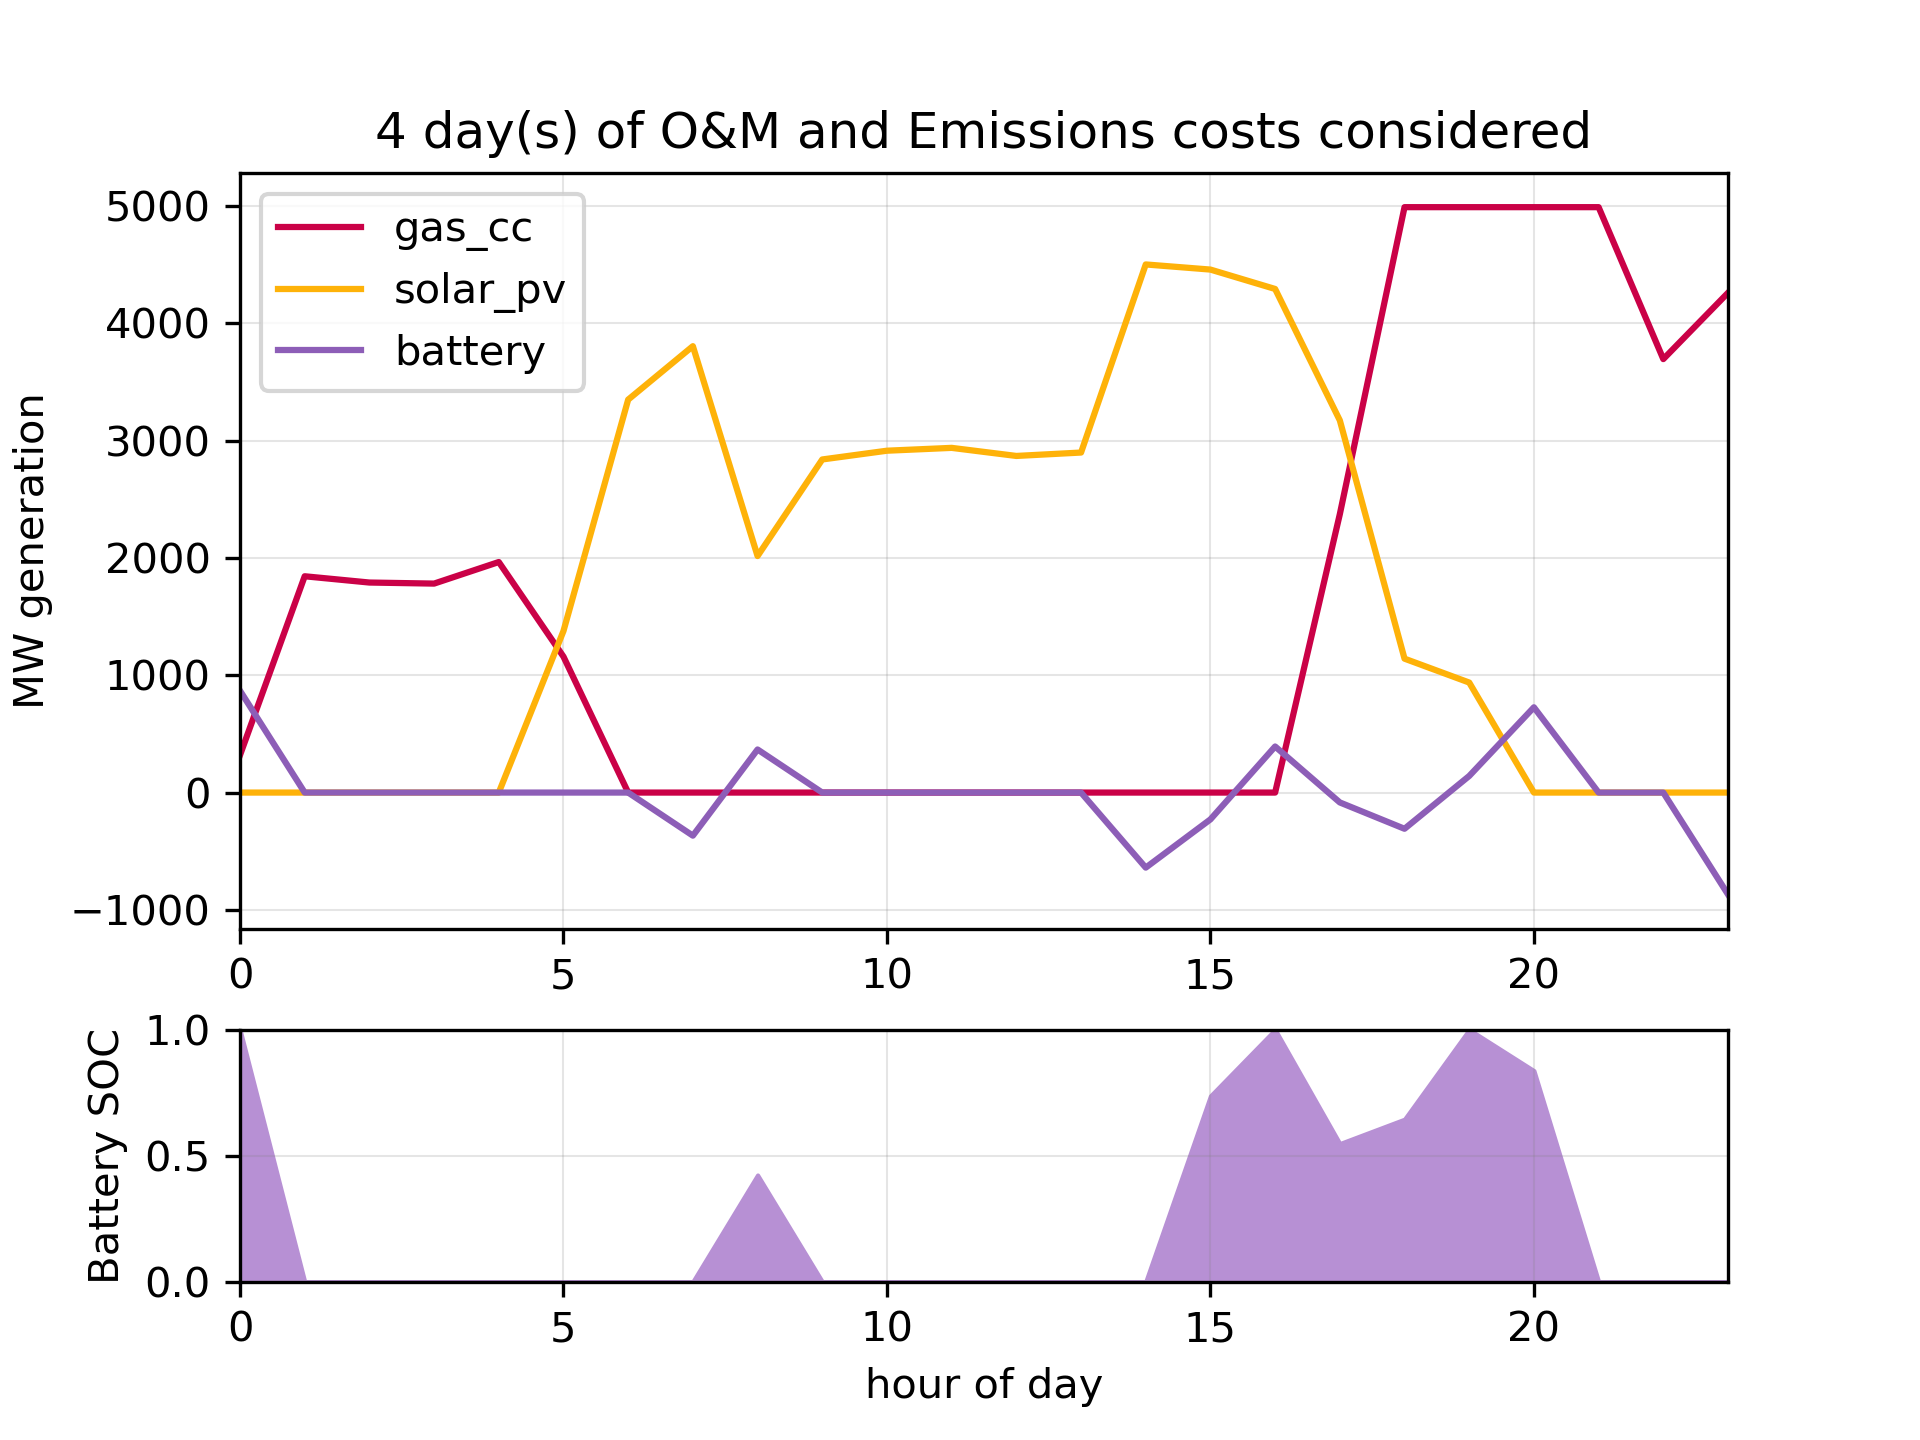 4 day(s) of O&M and Emissions costs considered
MW generation
5000
4000
3000
2000
1000
0
−1000
gas_cc
solar_pv
battery
0 5 10 15 20
Battery SOC
1.0
0.5
0.0
0 5 10 15 20
hour of day